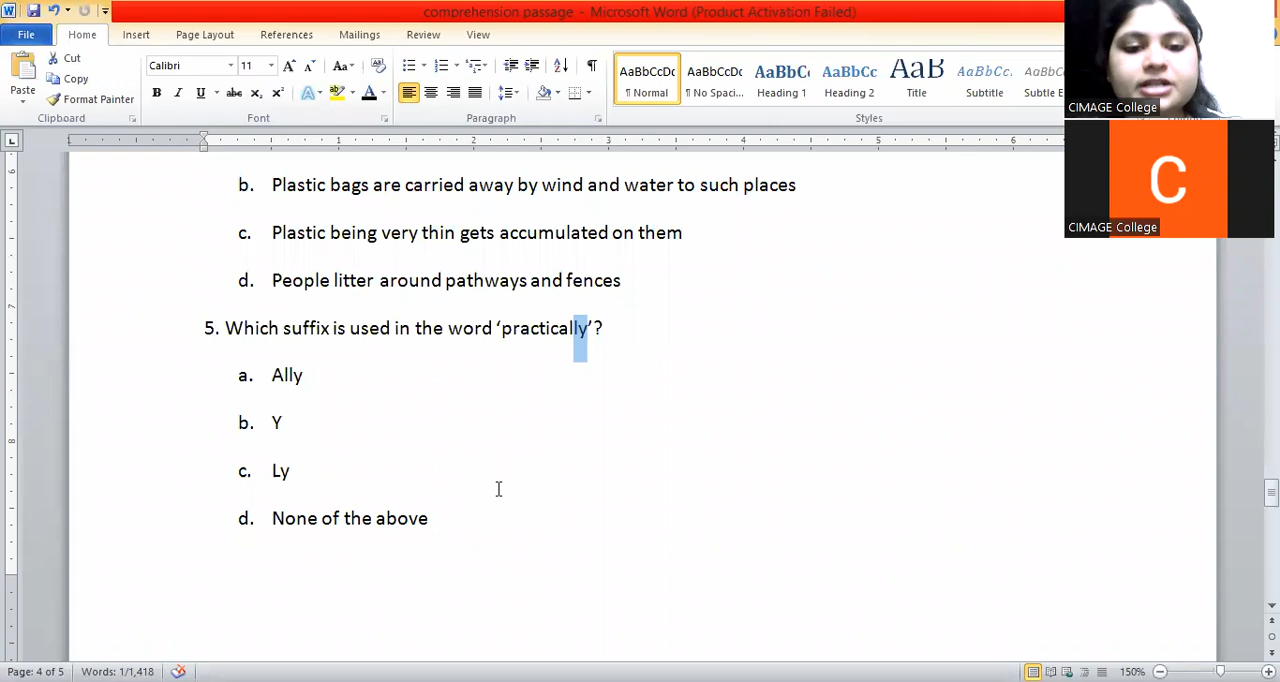 comprehension passage - Microsoft Word (Product Activation Failed)
File Home Insert Page Layout References Mailings Review View
Paste
Cut
Copy
Format Painter
Clipboard
Calibri 11
Font
Paragraph
AaBbCcDc
¶ Normal
AaBbCcDc
¶ No Spaci...
AaBbC
Heading 1
AaBbCc
Heading 2
AaB
Title
AaBbCc.
Subtitle
AaBbCc
Subtle E
Styles
CIMAGE College
C
CIMAGE College
b. Plastic bags are carried away by wind and water to such places
c. Plastic being very thin gets accumulated on them
d. People litter around pathways and fences
5. Which suffix is used in the word ‘practically’?
a. Ally
b. Y
c. Ly
d. None of the above
Page: 4 of 5 Words: 1/1,418 150%